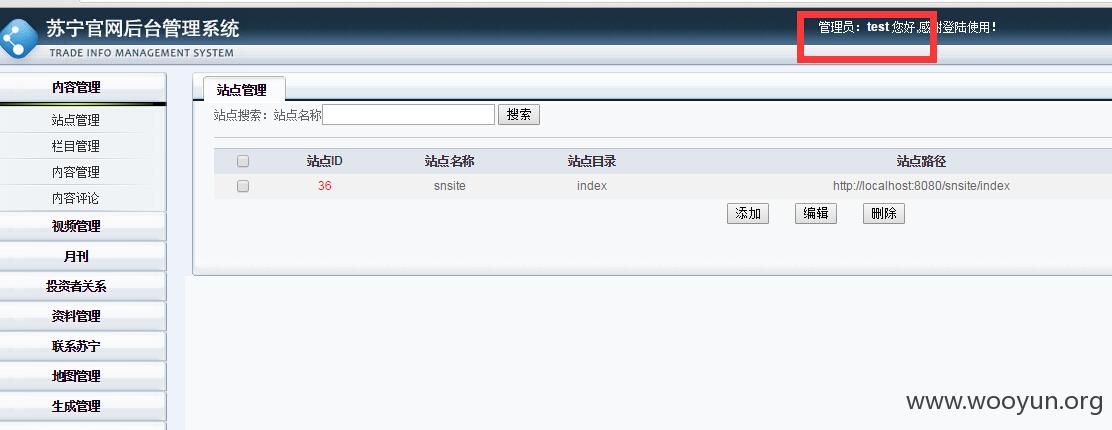 苏宁官网后台管理系统
TRADE INFO MANAGEMENT SYSTEM
管理员：test 您好,感谢登陆使用！
内容管理
站点管理
栏目管理
内容管理
内容评论
视频管理
月刊
投资者关系
资料管理
联系苏宁
地图管理
生成管理
站点管理
站点搜索：站点名称 搜索
站点ID 站点名称 站点目录 站点路径
36 snsite index http://localhost:8080/snsite/index
添加 编辑 删除
www.wooyun.org